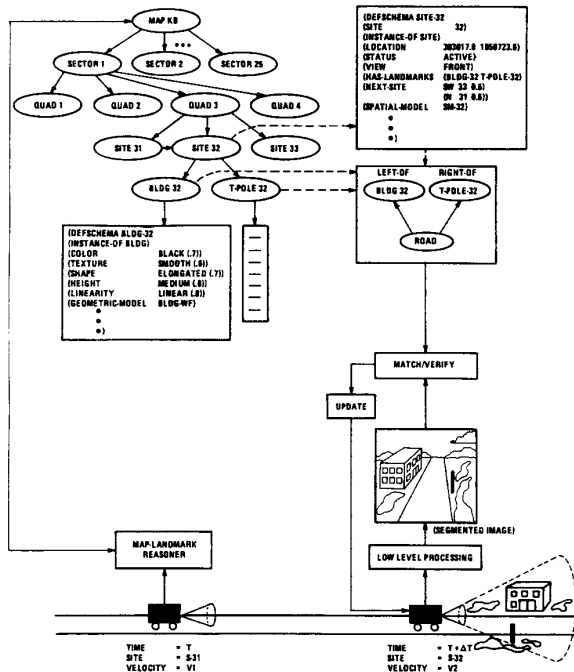 MAP KB
SECTOR 1
SECTOR 2
SECTOR 25
QUAD 1
QUAD 2
QUAD 3
QUAD 4
SITE 31
SITE 32
SITE 33
BLDG 32
T-POLE 32
(DEFSCHEMA SITE-32
(SITE 32)
(INSTANCE-OF SITE)
(STATUS ACTIVE)
(VIEW FRONT)
(HAS-LANDMARKS (BLDG-32 T-POLE-32)
(NEXT-SITE SW 33 0.5)
(N 31 0.5))
(SPATIAL-MODEL SM-32)
)
LEFT-OF RIGHT-OF
BLDG 32
T-POLE-32
ROAD
(DEFSCHEMA BLDG-32
(INSTANCE-OF BLDG)
(COLOR BLACK (.7))
(TEXTURE SMOOTH (.6))
(SHAPE ELONGATED (.7))
(HEIGHT MEDIUM
(LINEARITY LINEAR
(GEOMETRIC-MODEL BLDG-WF)
)
MATCH/VERIFY
UPDATE
(SEGMENTED IMAGE)
LOW LEVEL PROCESSING
MAP-LANDMARK
REASONER
TIME = T
SITE = S-31
VELOCITY = V1
TIME = T + ΔT
SITE = S-32
VELOCITY = V2